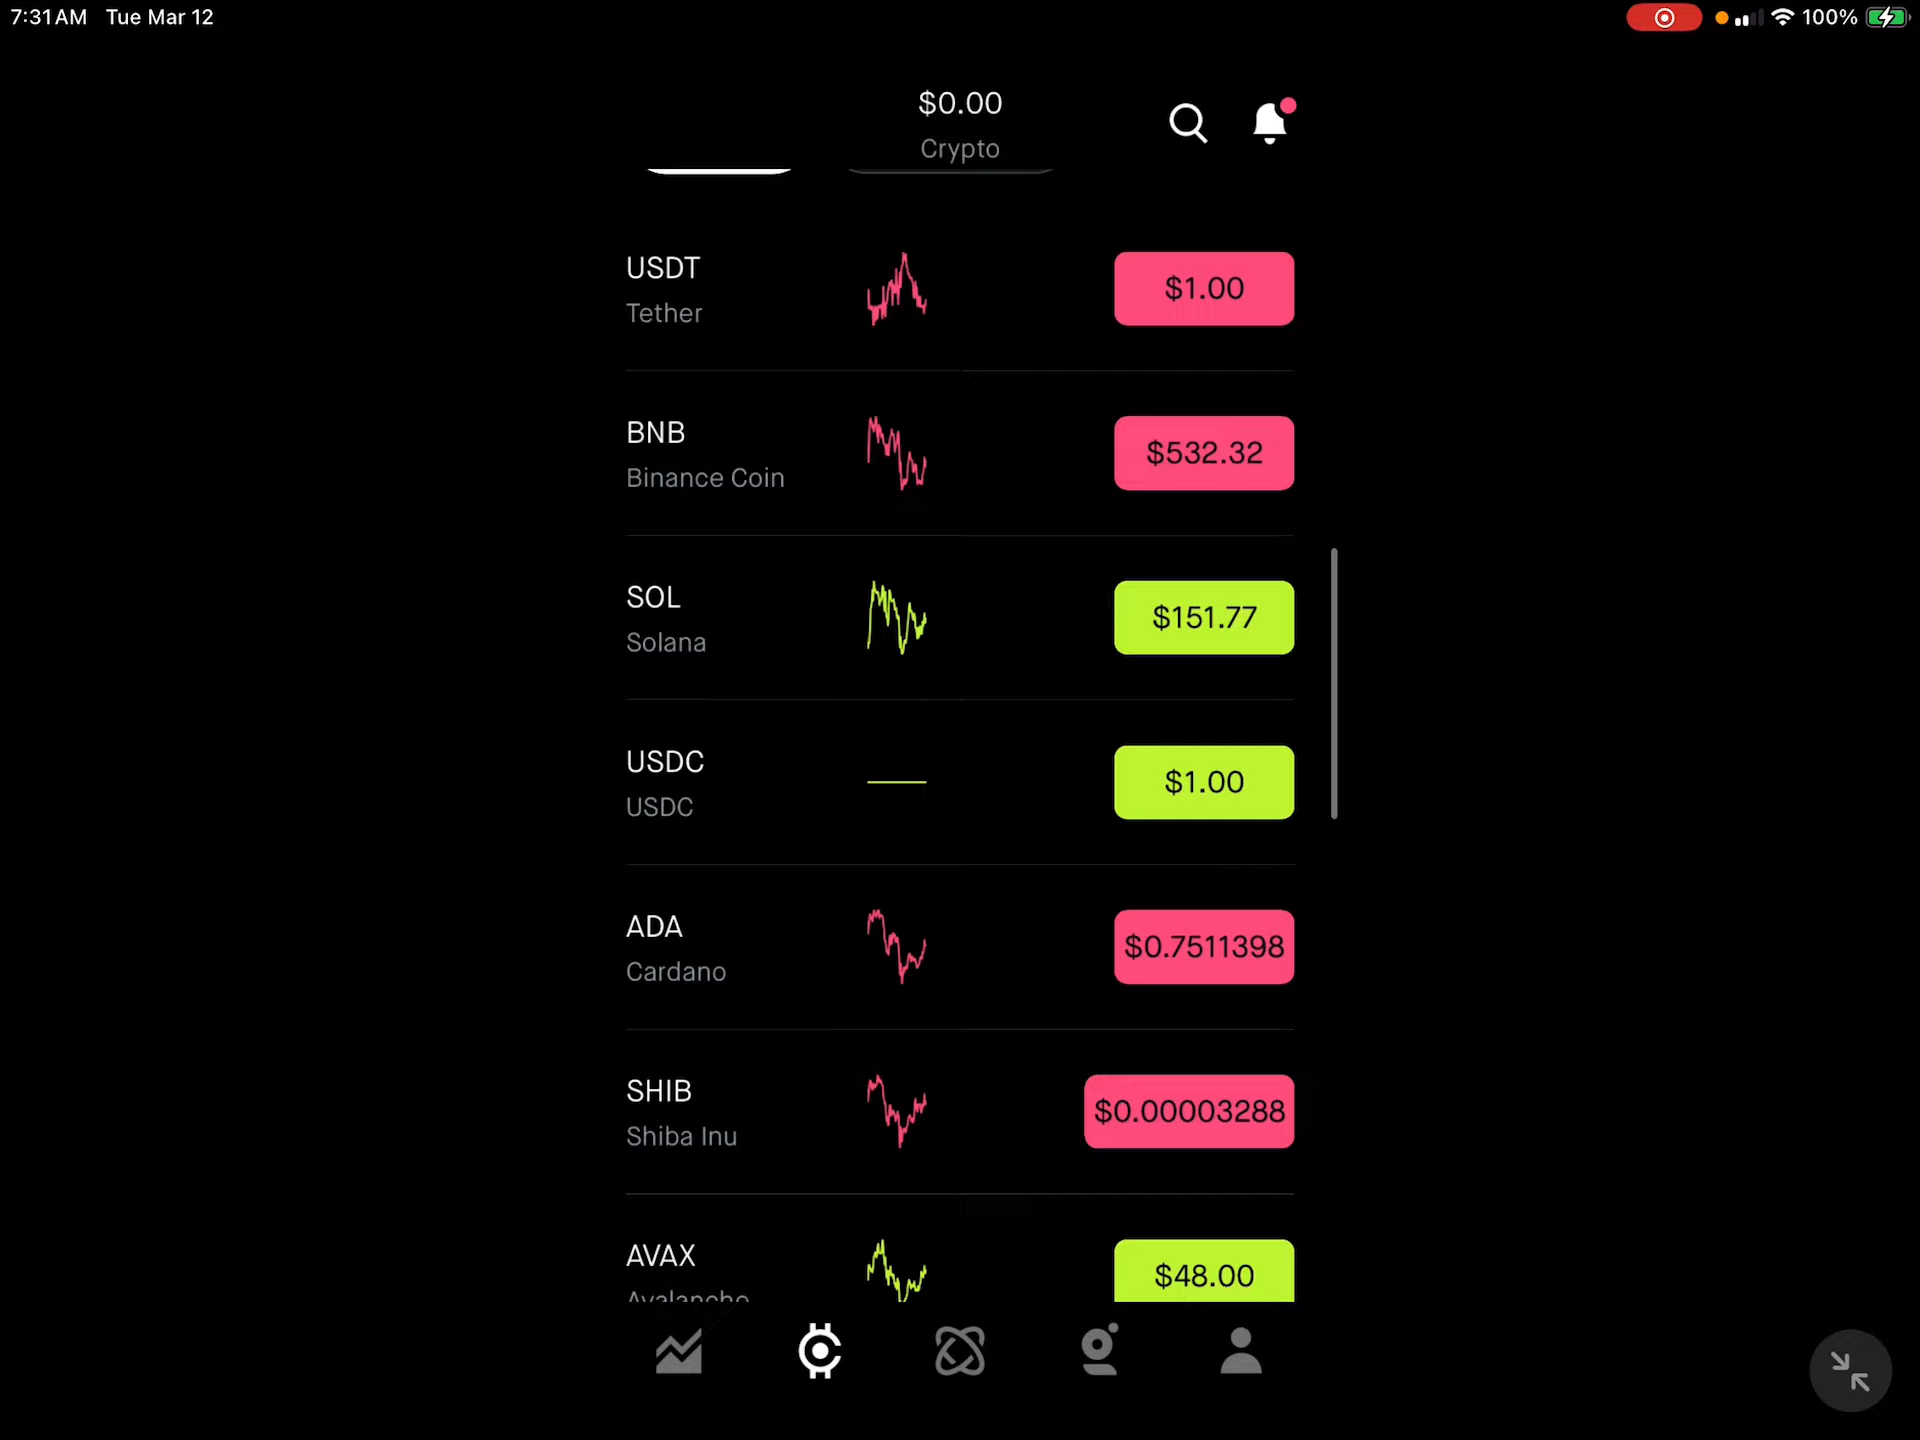 7:31 AM Tue Mar 12
100%
$0.00
Crypto
USDT
Tether
$1.00
BNB
Binance Coin
$532.32
SOL
Solana
$151.77
USDC
USDC
$1.00
ADA
Cardano
$0.7511398
SHIB
Shiba Inu
$0.00003288
AVAX
Avalanche
$48.00